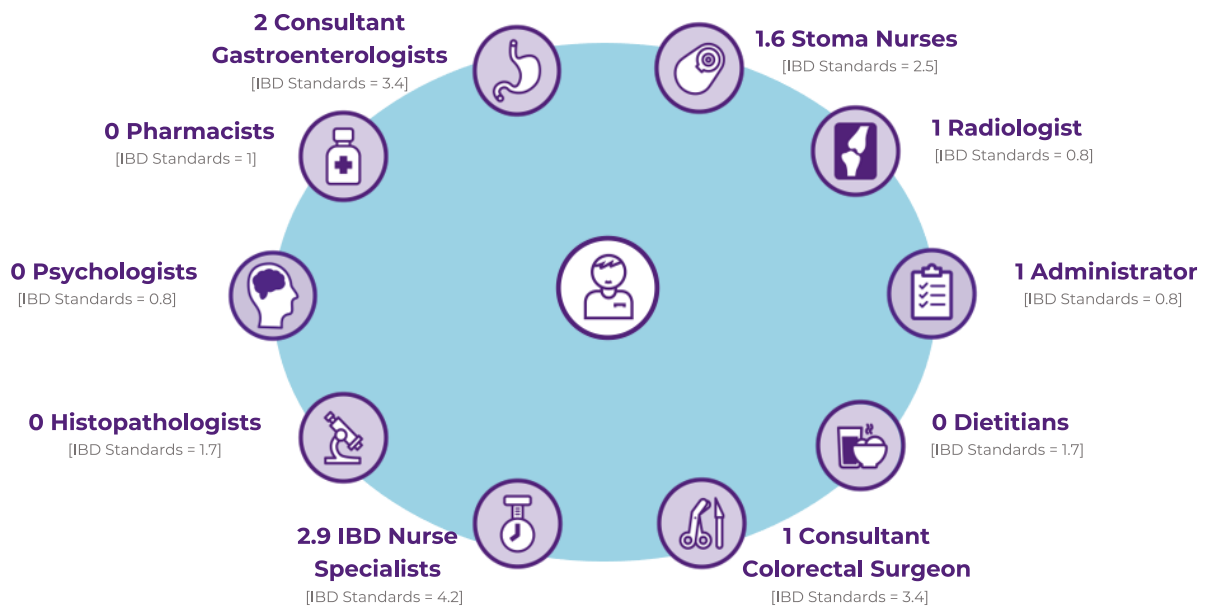 2 Consultant
Gastroenterologists
[IBD Standards = 3.4]
1.6 Stoma Nurses
[IBD Standards = 2.5]
0 Pharmacists
[IBD Standards = 1]
1 Radiologist
[IBD Standards = 0.8]
0 Psychologists
[IBD Standards = 0.8]
1 Administrator
[IBD Standards = 0.8]
0 Histopathologists
[IBD Standards = 1.7]
0 Dietitians
[IBD Standards = 1.7]
2.9 IBD Nurse
Specialists
[IBD Standards = 4.2]
1 Consultant
Colorectal Surgeon
[IBD Standards = 3.4]